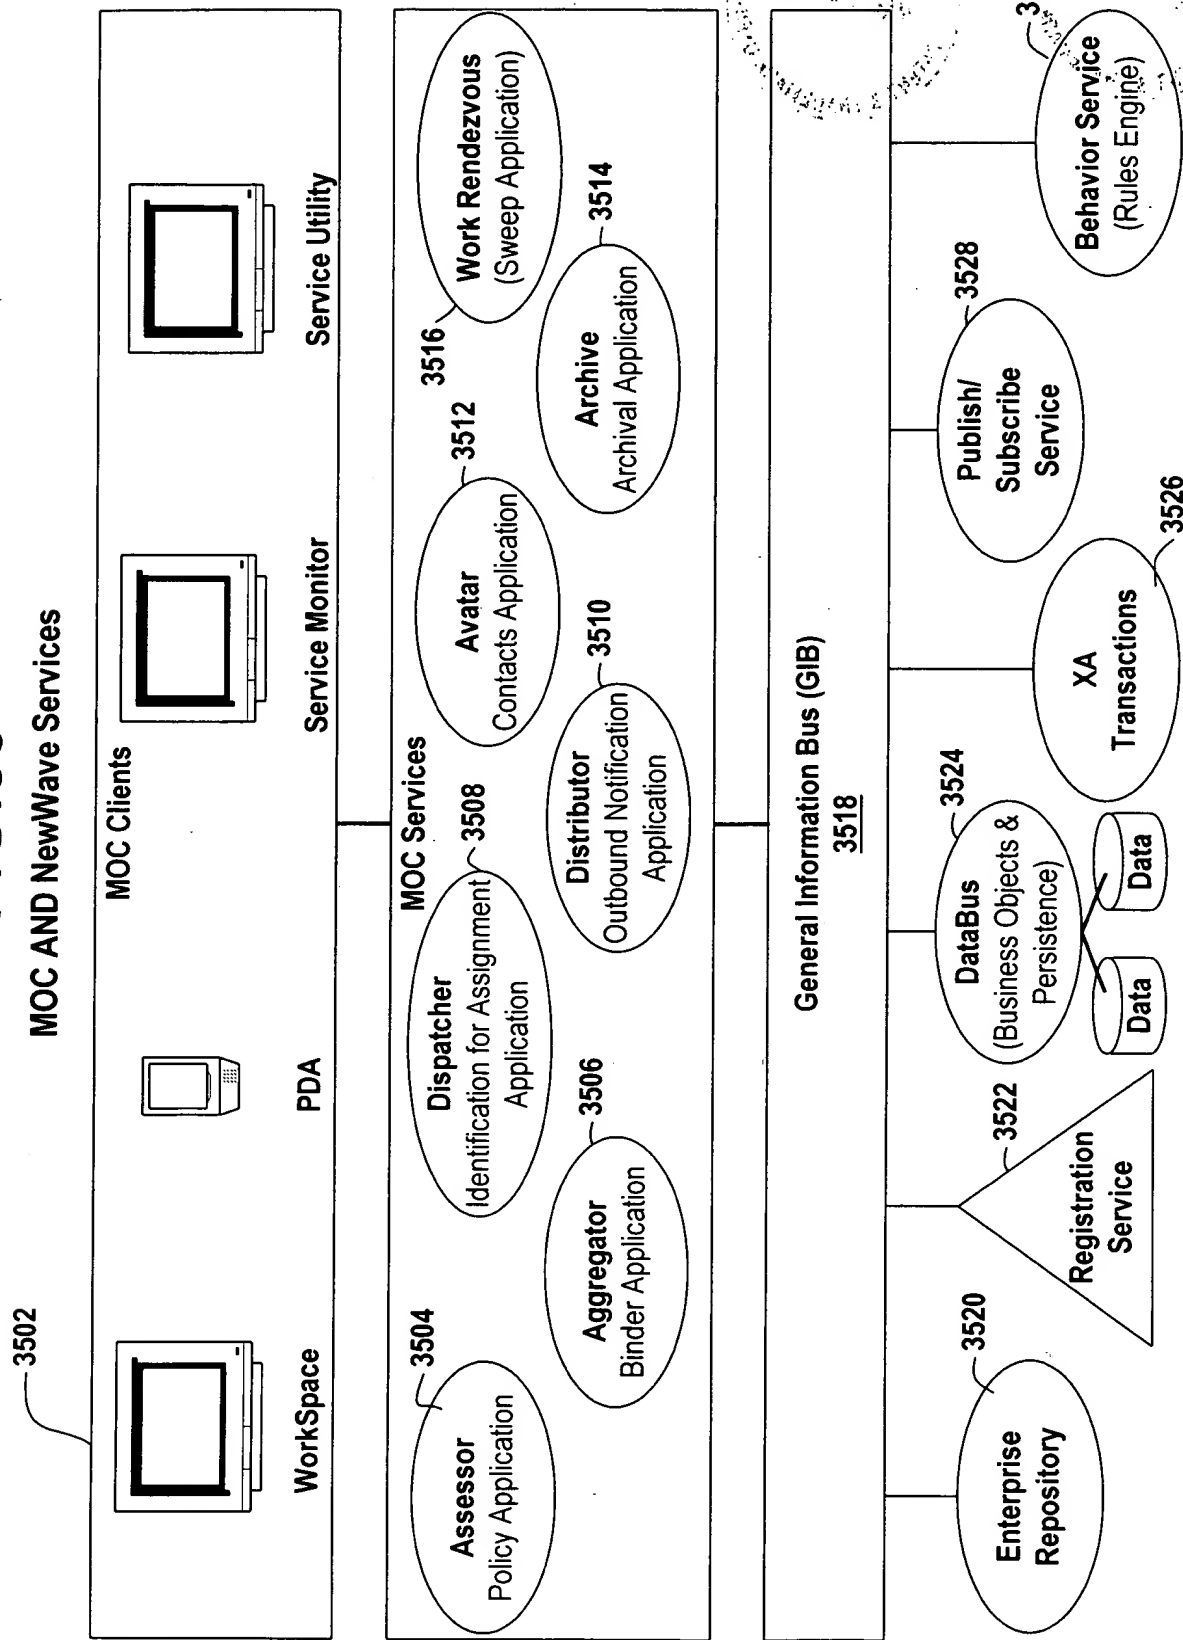 MOC AND NewWave Services
3502
MOC Clients
WorkSpace
PDA
Service Monitor
Service Utility
MOC Services
3504
Assessor
Policy Application
3506
Aggregator
Binder Application
3508
Dispatcher
Identification for Assignment
Application
3510
Distributor
Outbound Notification
Application
3512
Avatar
Contacts Application
3514
Archive
Archival Application
3516
Work Rendezvous
(Sweep Application)
General Information Bus (GIB)
3518
3520
Enterprise
Repository
3522
Registration
Service
3524
DataBus
(Business Objects &
Persistence)
Data
Data
3526
XA
Transactions
3528
Publish/
Subscribe
Service
3
Behavior Service
(Rules Engine)